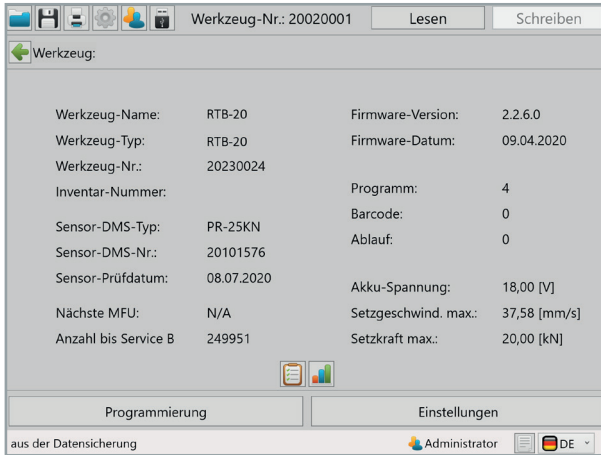 Werkzeug-Nr.: 20020001 Lesen Schreiben
Werkzeug:
Werkzeug-Name: RTB-20 Firmware-Version: 2.2.6.0
Werkzeug-Typ: RTB-20 Firmware-Datum: 09.04.2020
Werkzeug-Nr.: 20230024
Inventar-Nummer: Programm: 4
Barcode: 0
Sensor-DMS-Typ: PR-25KN Ablauf: 0
Sensor-DMS-Nr.: 20101576
Sensor-Prüfdatum: 08.07.2020 Akku-Spannung: 18,00 [V]
Nächste MFU: N/A Setzgeschwind. max.: 37,58 [mm/s]
Anzahl bis Service B 249951 Setzkraft max.: 20,00 [kN]
Programmierung Einstellungen
aus der Datensicherung Administrator DE